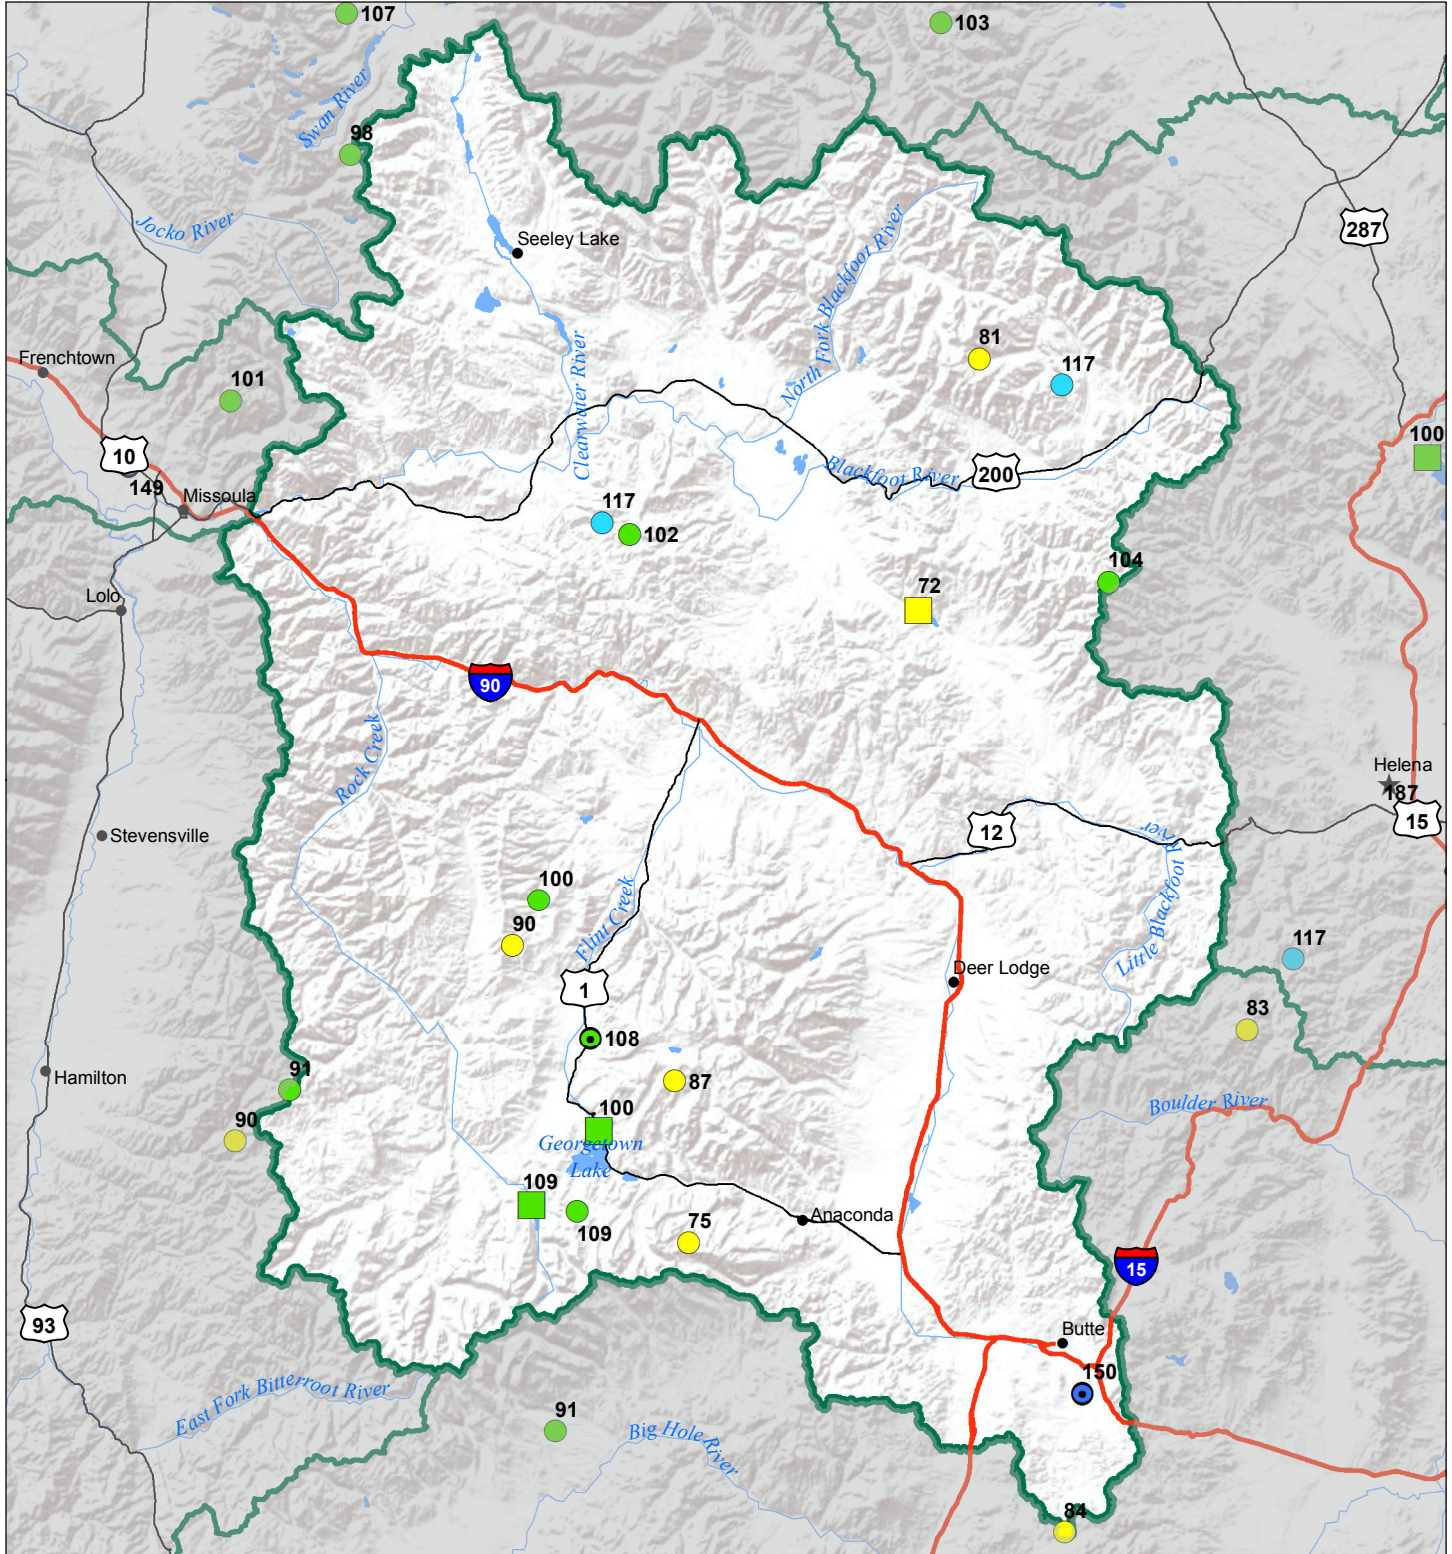 107
103
Swan River
98
Jocko River
287
Seeley Lake
North Fork Blackfoot River
Frenchtown
81
117
101
Clearwater River
10
100
149
Missoula
Blackfoot River
200
117
102
104
72
Lolo
90
Rock Creek
Helena
187
15
12
Stevensville
Little Blackfoot River
100
Flint Creek
90
117
Deer Lodge
1
83
108
Hamilton
91
87
Boulder River
100
90
Georgetown
Lake
109
109
75
Anaconda
15
93
Butte
150
East Fork Bitterroot River
91
Big Hole River
84